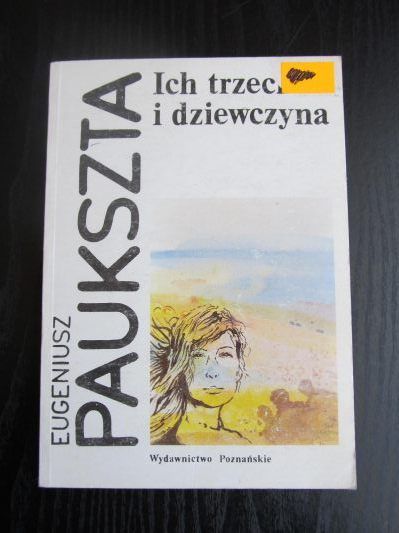 Ich trzech
i dziewczyna
EUGENIUSZ
PAUKSZTA
Wydawnictwo Poznańskie